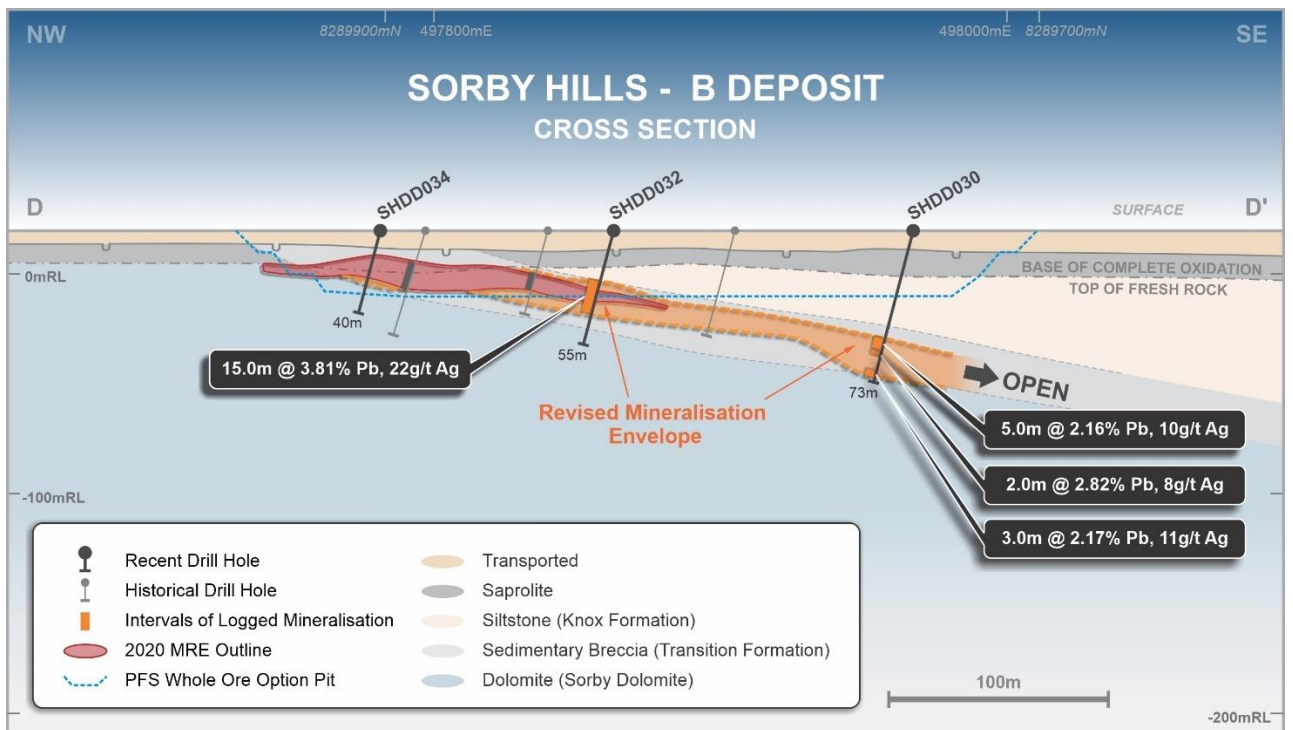 NW
8289900mN 497800mE
498000mE 8289700mN
SE
SORBY HILLS - B DEPOSIT
CROSS SECTION
SHDD034
SHDD032
SHDD030
D
SURFACE
D'
0mRL
BASE OF COMPLETE OXIDATION
TOP OF FRESH ROCK
40m
55m
15.0m @ 3.81% Pb, 22g/t Ag
73m
OPEN
Revised Mineralisation
Envelope
5.0m @ 2.16% Pb, 10g/t Ag
2.0m @ 2.82% Pb, 8g/t Ag
3.0m @ 2.17% Pb, 11g/t Ag
-100mRL
Recent Drill Hole
Historical Drill Hole
Intervals of Logged Mineralisation
2020 MRE Outline
PFS Whole Ore Option Pit
Transported
Saprolite
Siltstone (Knox Formation)
Sedimentary Breccia (Transition Formation)
Dolomite (Sorby Dolomite)
100m
-200mRL